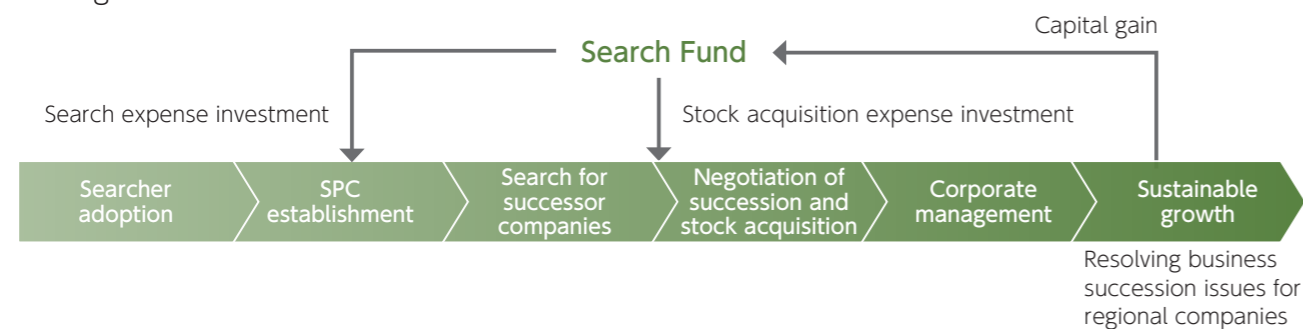 Capital gain
Search Fund
Search expense investment
Stock acquisition expense investment
Searcher
adoption
SPC
establishment
Search for
successor
companies
Negotiation of
succession and
stock acquisition
Corporate
management
Sustainable
growth
Resolving business
succession issues for
regional companies